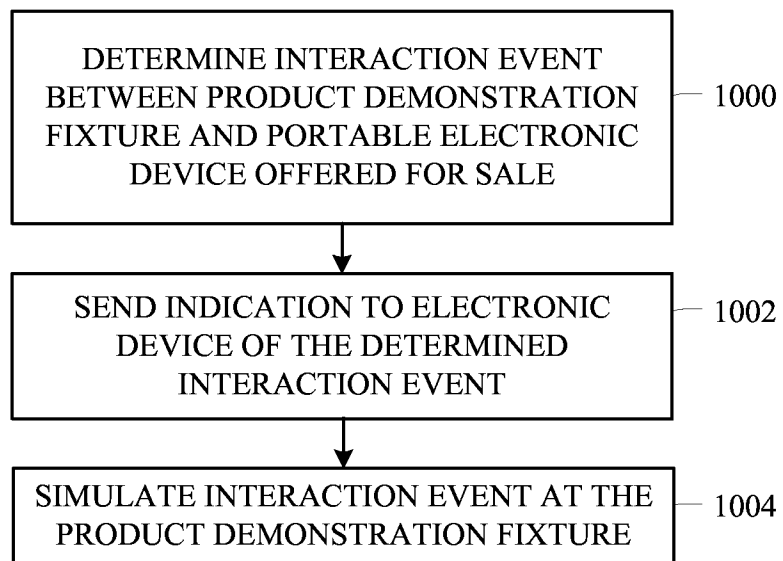 DETERMINE INTERACTION EVENT
BETWEEN PRODUCT DEMONSTRATION
FIXTURE AND PORTABLE ELECTRONIC
DEVICE OFFERED FOR SALE
1000
SEND INDICATION TO ELECTRONIC
DEVICE OF THE DETERMINED
INTERACTION EVENT
1002
SIMULATE INTERACTION EVENT AT THE
PRODUCT DEMONSTRATION FIXTURE
1004